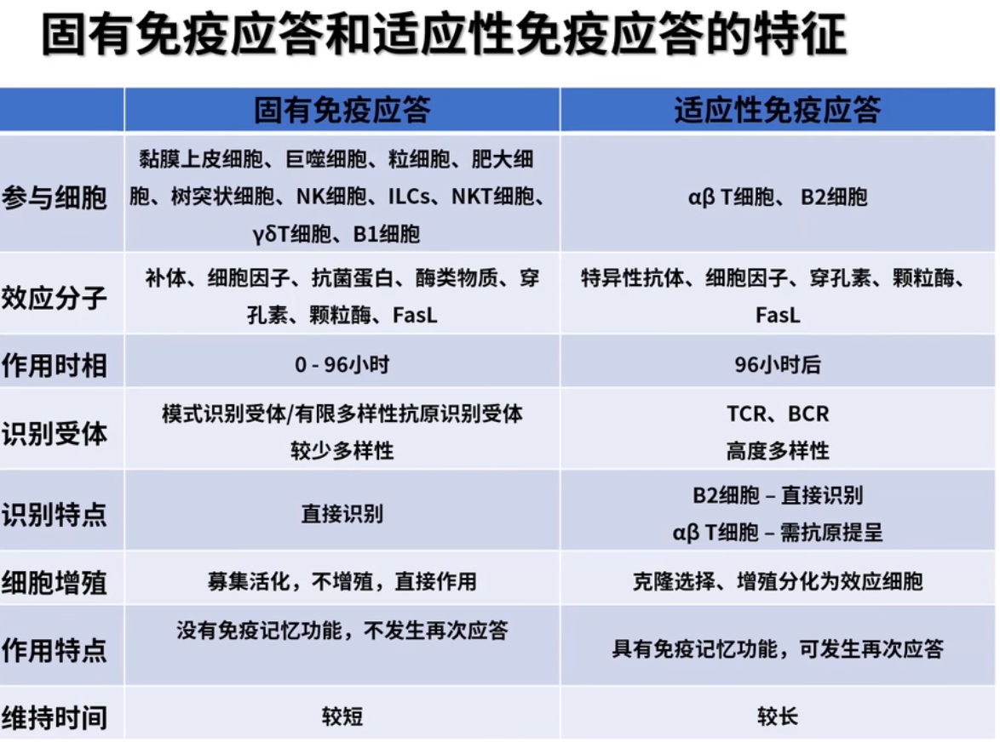 固有免疫应答和适应性免疫应答的特征
固有免疫应答
适应性免疫应答
参与细胞
黏膜上皮细胞、巨噬细胞、粒细胞、肥大细
胞、树突状细胞、NK细胞、ILCs、NKT细胞、
γδT细胞、B1细胞
αβ T细胞、 B2细胞
效应分子
补体、细胞因子、抗菌蛋白、酶类物质、穿
孔素、颗粒酶、FasL
特异性抗体、细胞因子、穿孔素、颗粒酶、
FasL
作用时相
0 - 96小时
96小时后
识别受体
模式识别受体/有限多样性抗原识别受体
较少多样性
TCR、BCR
高度多样性
识别特点
直接识别
B2细胞 – 直接识别
αβ T细胞 – 需抗原提呈
细胞增殖
募集活化，不增殖，直接作用
克隆选择、增殖分化为效应细胞
作用特点
没有免疫记忆功能，不发生再次应答
具有免疫记忆功能，可发生再次应答
维持时间
较短
较长